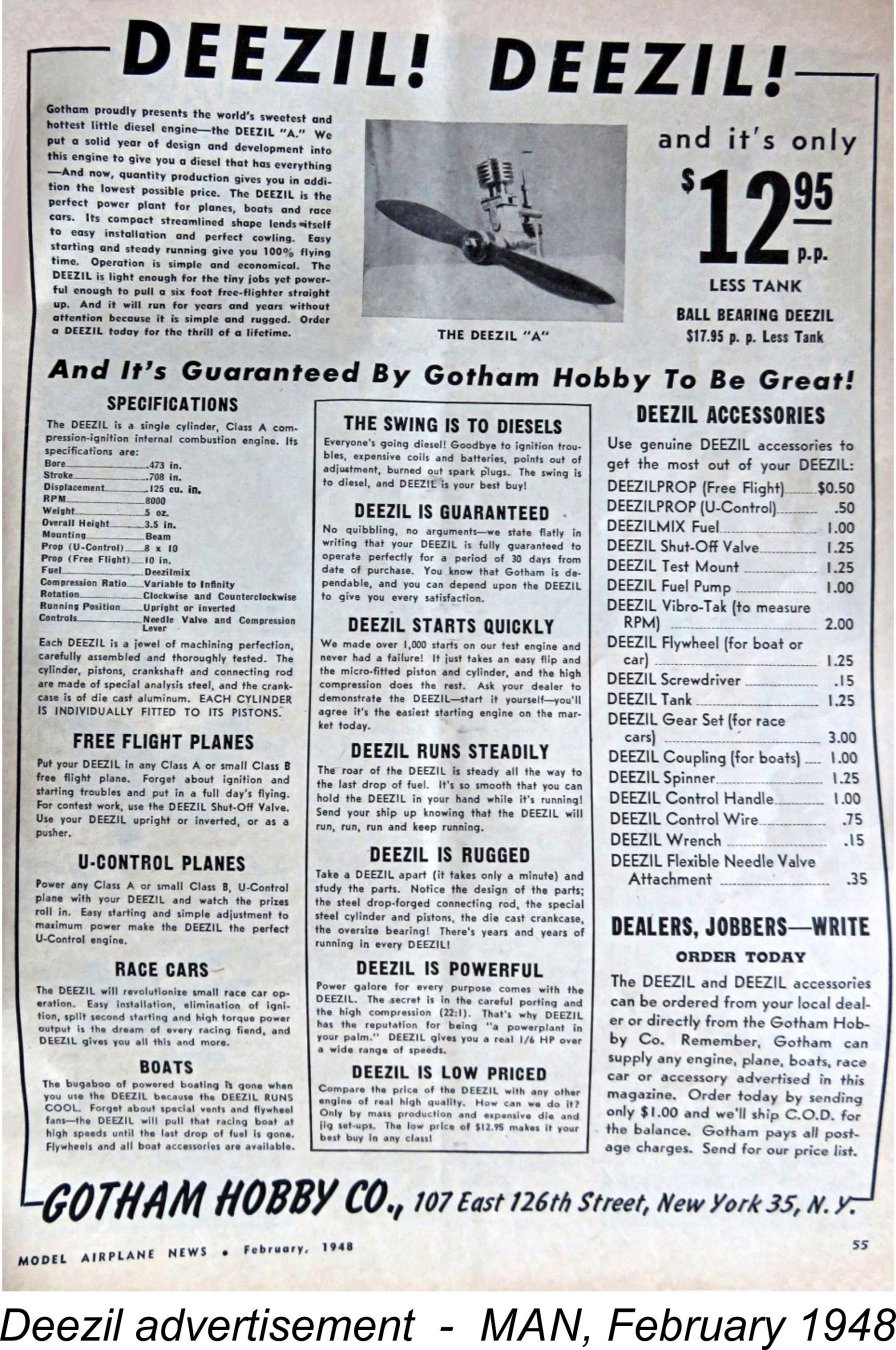 DEEZIL! DEEZIL!
Gotham proudly presents the world's sweetest and
hottest little diesel engine—the DEEZIL "A." We
put a solid year of design and development into
this engine to give you a diesel that has everything
—And now, quantity production gives you in addi-
tion the lowest possible price. The DEEZIL is the
perfect power plant for planes, boats and race
cars. Its compact streamlined shape lends itself
to easy installation and perfect cowling. Easy
starting and steady running give you 100% flying
time. Operation is simple and economical. The
DEEZIL is light enough for the tiny jobs yet power-
ful enough to pull a six foot free-flighter straight
up. And it will run for years and years without
attention because it is simple and rugged. Order
a DEEZIL today for the thrill of a lifetime.
THE DEEZIL "A"
and it's only
$12.95
P.P.
LESS TANK
BALL BEARING DEEZIL
$17.95 p. p. Less Tank
And It's Guaranteed By Gotham Hobby To Be Great!
SPECIFICATIONS
The DEEZIL is a single cylinder, Class A com-
pression-ignition internal combustion engine. Its
specifications are:
Bore .473 in.
Stroke .708 in.
Displacement .125 cu. in.
RPM 8000
Weight 5 oz.
Overall Height 3.5 in.
Mounting Beam
Prop (U-Control) 8 x 10
Prop (Free Flight) 10 in.
Fuel Deezilmix
Compression Ratio Variable to Infinity
Rotation Clockwise and Counterclockwise
Running Position Upright or inverted
Controls Needle Valve and Compression
Lever
Each DEEZIL is a jewel of machining perfection,
carefully assembled and thoroughly tested. The
cylinder, pistons, crankshaft and connecting rod
are made of special analysis steel, and the crank-
case is of die cast aluminum. EACH CYLINDER
IS INDIVIDUALLY FITTED TO ITS PISTONS.
FREE FLIGHT PLANES
Put your DEEZIL in any Class A or small Class B
free flight plane. Forget about ignition and
starting troubles and put in a full day's flying.
For contest work, use the DEEZIL Shut-Off Valve.
Use your DEEZIL upright or inverted, or as a
pusher.
U-CONTROL PLANES
Power any Class A or small Class B, U-Control
plane with your DEEZIL and watch the prizes
roll in. Easy starting and simple adjustment to
maximum power make the DEEZIL the perfect
U-Control engine.
RACE CARS
The DEEZIL will revolutionize small race car op-
eration. Easy installation, elimination of igni-
tion, split second starting and high torque power
output is the dream of every racing fiend, and
DEEZIL gives you all this and more.
BOATS
The bugaboo of powered boating is gone when
you use the DEEZIL because the DEEZIL RUNS
COOL. Forget about special vents and flywheel
fans—the DEEZIL will pull that racing boat at
high speeds until the last drop of fuel is gone.
Flywheels and all boat accessories are available.
THE SWING IS TO DIESELS
Everyone's going diesel! Goodbye to ignition trou-
bles, expensive coils and batteries, points out of
adjustment, burned out spark plugs. The swing is
to diesel, and DEEZIL is your best buy!
DEEZIL IS GUARANTEED
No quibbling, no arguments—we state flatly in
writing that your DEEZIL is fully guaranteed to
operate perfectly for a period of 30 days from
date of purchase. You know that Gotham is de-
pendable, and you can depend upon the DEEZIL
to give you every satisfaction.
DEEZIL STARTS QUICKLY
We made over 1,000 starts on our test engine and
never had a failure! It just takes an easy flip and
the micro-fitted piston and cylinder, and the high
compression does the rest. Ask your dealer to
demonstrate the DEEZIL—start it yourself—you'll
agree it's the easiest starting engine on the mar-
ket today.
DEEZIL RUNS STEADILY
The roar of the DEEZIL is steady all the way to
the last drop of fuel. It's so smooth that you can
hold the DEEZIL in your hand while it's running!
Send your ship up knowing that the DEEZIL will
run, run, run and keep running.
DEEZIL IS RUGGED
Take a DEEZIL apart (it takes only a minute) and
study the parts. Notice the design of the parts;
the steel drop-forged connecting rod, the special
steel cylinder and pistons, the die cast crankcase,
the oversize bearing! There's years and years of
running in every DEEZIL!
DEEZIL IS POWERFUL
Power galore for every purpose comes with the
DEEZIL. The secret is in the careful porting and
the high compression (22:1). That's why DEEZIL
has the reputation for being "a powerplant in
your palm." DEEZIL gives you a real 1/6 HP over
a wide range of speeds.
DEEZIL IS LOW PRICED
Compare the price of the DEEZIL with any other
engine of real high quality. How can we do it?
Only by mass production and expensive die and
jig set-ups. The low price of $12.95 makes it your
best buy in any class!
DEEZIL ACCESSORIES
Use genuine DEEZIL accessories to
get the most out of your DEEZIL:
DEEZILPROP (Free Flight) $0.50
DEEZILPROP (U-Control) .50
DEEZILMIX Fuel 1.00
DEEZIL Shut-Off Valve 1.25
DEEZIL Test Mount 1.25
DEEZIL Fuel Pump 1.00
DEEZIL Vibro-Tak (to measure
RPM) 2.00
DEEZIL Flywheel (for boat or
car) 1.25
DEEZIL Screwdriver .15
DEEZIL Tank 1.25
DEEZIL Gear Set (for race
cars) 3.00
DEEZIL Coupling (for boats) 1.00
DEEZIL Spinner 1.25
DEEZIL Control Handle 1.00
DEEZIL Control Wire .75
DEEZIL Wrench .15
DEEZIL Flexible Needle Valve
Attachment .35
DEALERS, JOBBERS—WRITE
ORDER TODAY
The DEEZIL and DEEZIL accessories
can be ordered from your local deal-
er or directly from the Gotham Hob-
by Co. Remember, Gotham can
supply any engine, plane, boats, race
car or accessory advertised in this
magazine. Order today by sending
only $1.00 and we'll ship C.O.D. for
the balance. Gotham pays all post-
age charges. Send for our price list.
GOTHAM HOBBY CO., 107 East 126th Street, New York 35, N. Y.
MODEL AIRPLANE NEWS • February, 1948
55
Deezil advertisement - MAN, February 1948